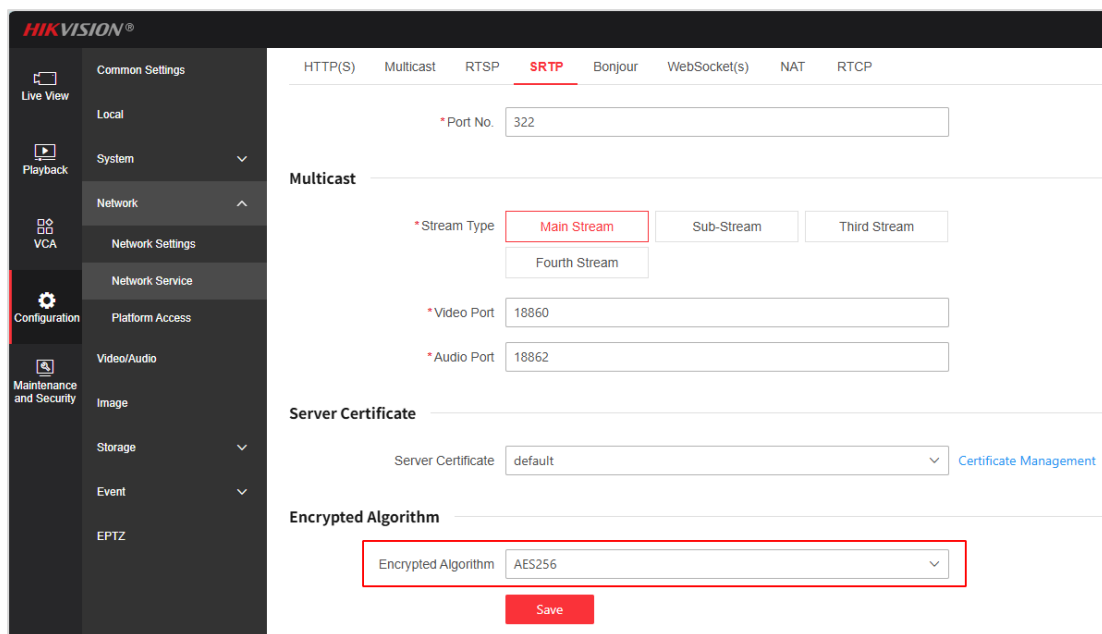 HIKVISION®
Live View
Playback
VCA
Configuration
Maintenance
and Security
Common Settings
Local
System
Network
Network Settings
Network Service
Platform Access
Video/Audio
Image
Storage
Event
EPTZ
HTTP(S) Multicast RTSP SRTP Bonjour WebSocket(s) NAT RTCP
*Port No. 322
Multicast
*Stream Type Main Stream Sub-Stream Third Stream
Fourth Stream
*Video Port 18860
*Audio Port 18862
Server Certificate
Server Certificate default Certificate Management
Encrypted Algorithm
Encrypted Algorithm AES256
Save